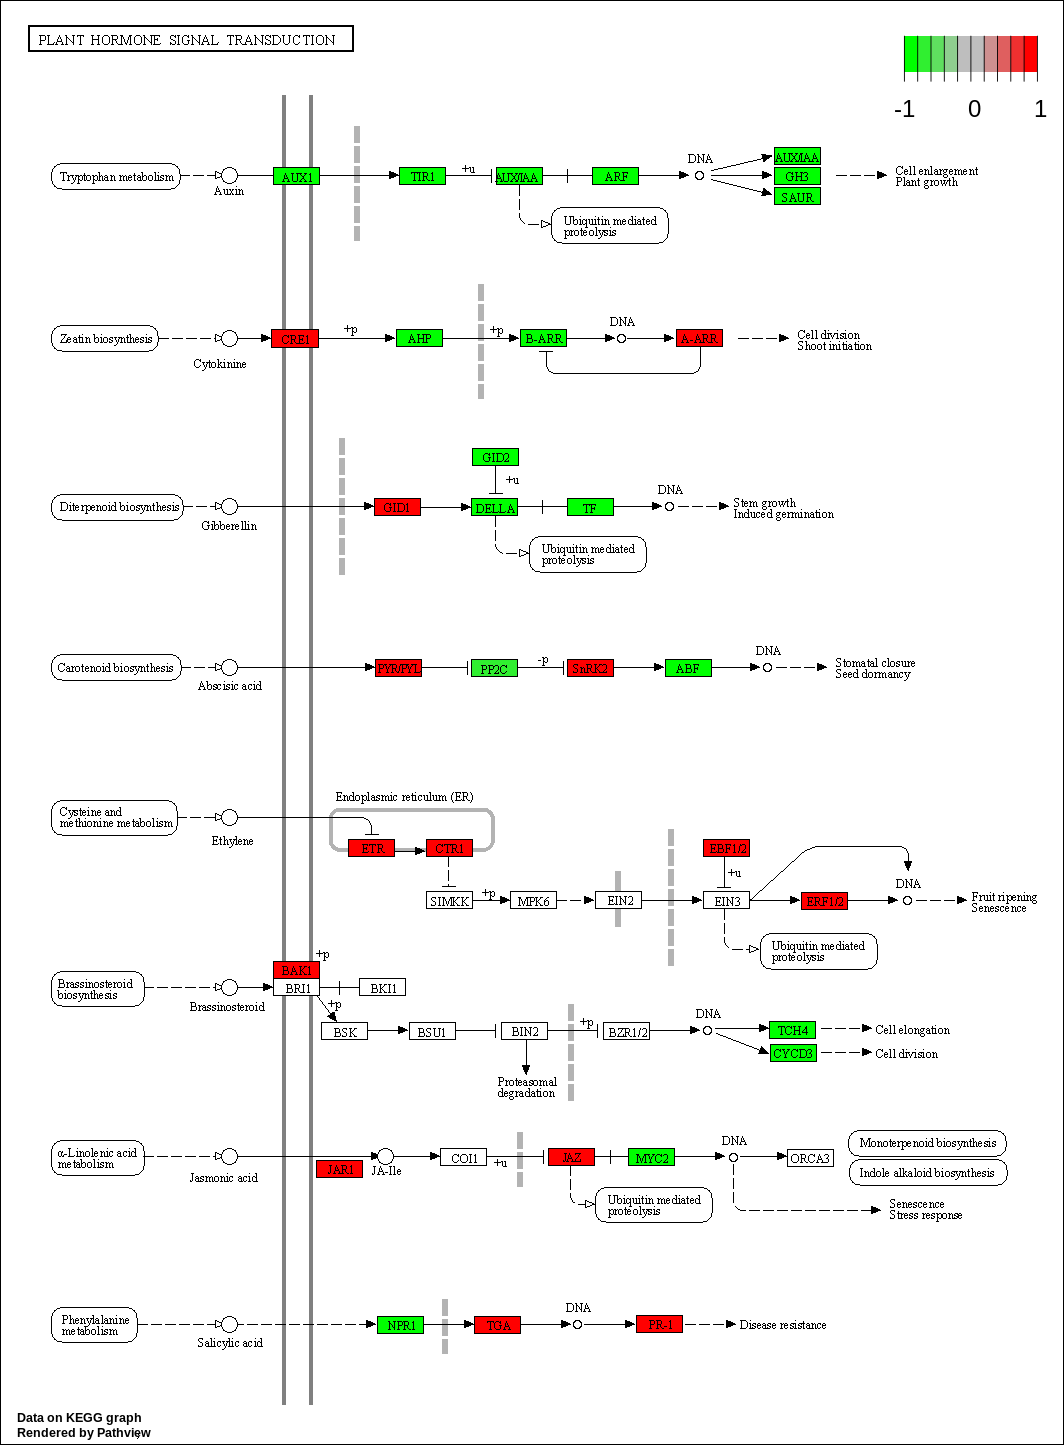 PLANT HORMONE SIGNAL TRANSDUCTION
-1 0 1
Tryptophan metabolism
Auxin
AUX1
TIR1
+u
AUX/IAA
ARF
DNA
AUX/IAA
GH3
SAUR
Cell enlargement
Plant growth
Ubiquitin mediated
proteolysis
Zeatin biosynthesis
Cytokinine
CRE1
+p
AHP
+p
B-ARR
DNA
A-ARR
Cell division
Shoot initiation
GID2
+u
Diterpenoid biosynthesis
Gibberellin
GID1
DELLA
TF
DNA
Stem growth
Induced germination
Ubiquitin mediated
proteolysis
Carotenoid biosynthesis
Abscisic acid
PYR/PYL
PP2C
-p
SnRK2
ABF
DNA
Stomatal closure
Seed dormancy
Endoplasmic reticulum (ER)
Cysteine and
methionine metabolism
Ethylene
ETR
CTR1
EBF1/2
+u
SIMKK
+p
MPK6
EIN2
EIN3
ERF1/2
DNA
Fruit ripening
Senescence
Ubiquitin mediated
proteolysis
Brassinosteroid
biosynthesis
Brassinosteroid
BAK1
+p
BRI1
BKI1
+p
BSK
BSU1
BIN2
+p
BZR1/2
DNA
TCH4
Cell elongation
CYCD3
Cell division
Proteasomal
degradation
α-Linolenic acid
metabolism
Jasmonic acid
JAR1
JA-Ile
COI1
+u
JAZ
MYC2
DNA
ORCA3
Monoterpenoid biosynthesis
Indole alkaloid biosynthesis
Ubiquitin mediated
proteolysis
Senescence
Stress response
Phenylalanine
metabolism
Salicylic acid
NPR1
TGA
DNA
PR-1
Disease resistance
Data on KEGG graph
Rendered by Pathview